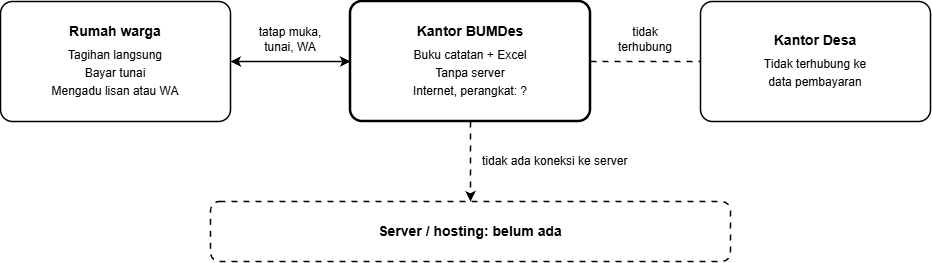 Rumah warga
Tagihan langsung
Bayar tunai
Mengadu lisan atau WA
tatap muka,
tunai, WA
Kantor BUMDes
Buku catatan + Excel
Tanpa server
Internet, perangkat: ?
tidak
terhubung
Kantor Desa
Tidak terhubung ke
data pembayaran
tidak ada koneksi ke server
Server / hosting: belum ada